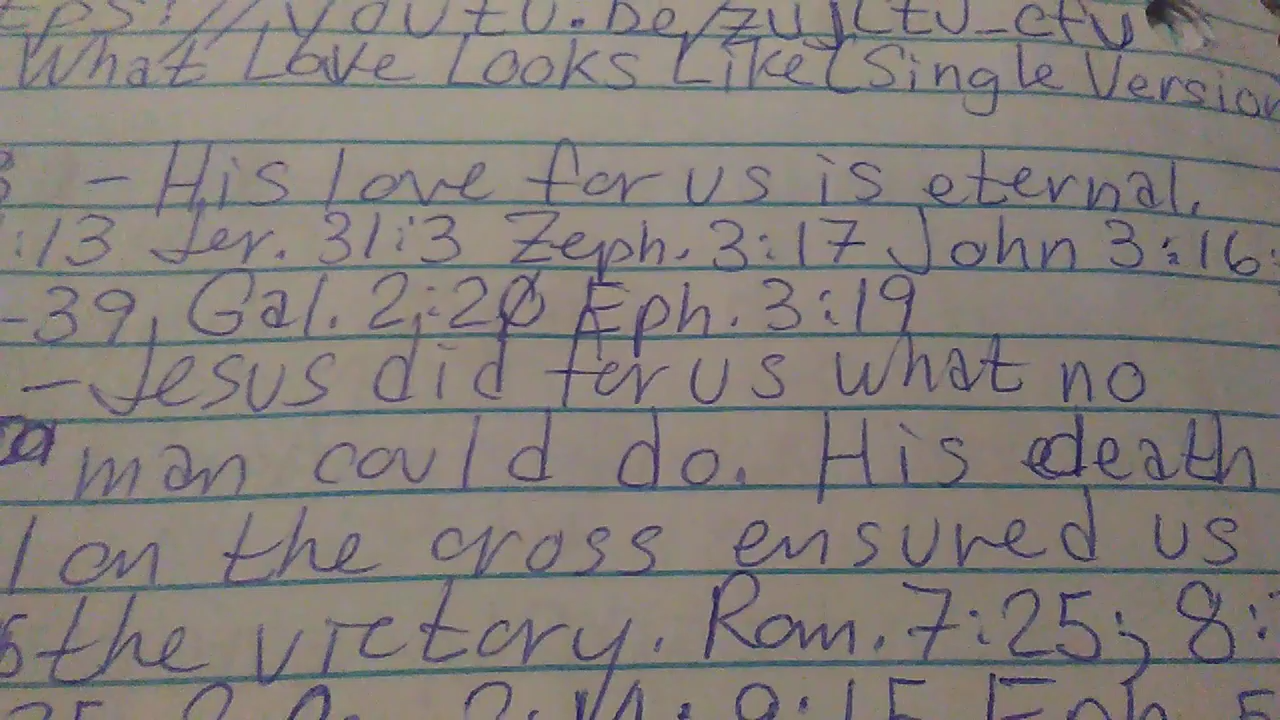 What Love Looks Like (Single Version
- His love for us is eternal.
:13 Jer. 31:3 Zeph. 3:17 John 3:16
-39, Gal. 2:20 Eph. 3:19
- Jesus did for us what no
man could do. His death
on the cross ensured us
the victory. Rom. 7:25; 8: